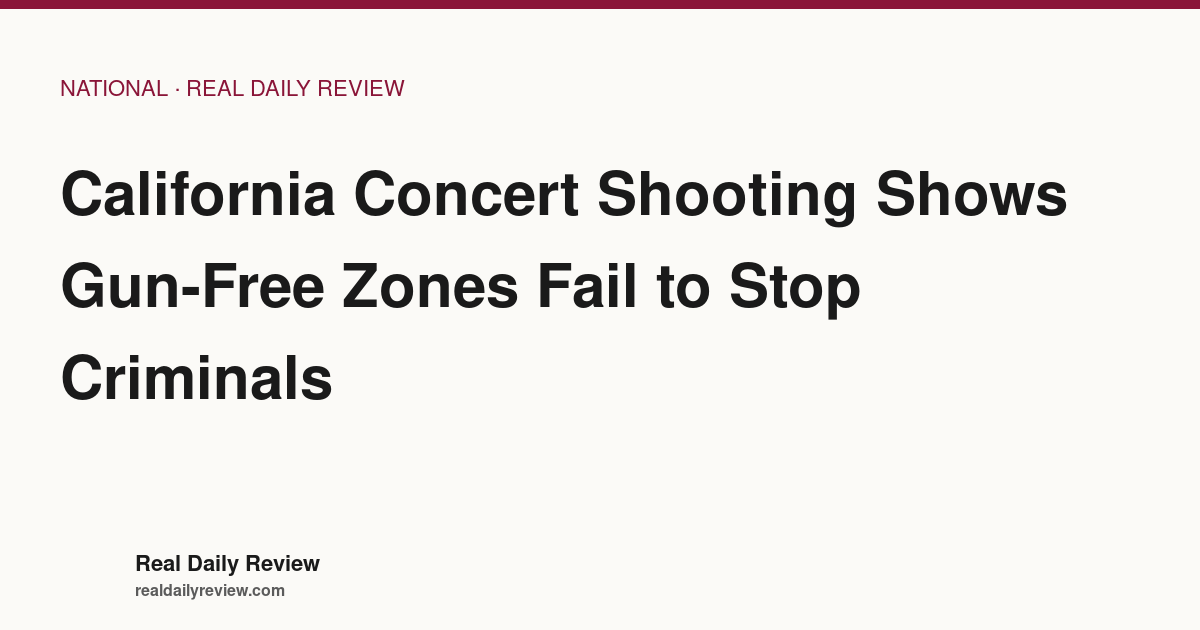 NATIONAL · REAL DAILY REVIEW
California Concert Shooting Shows
Gun-Free Zones Fail to Stop
Criminals
Real Daily Review
realdailyreview.com